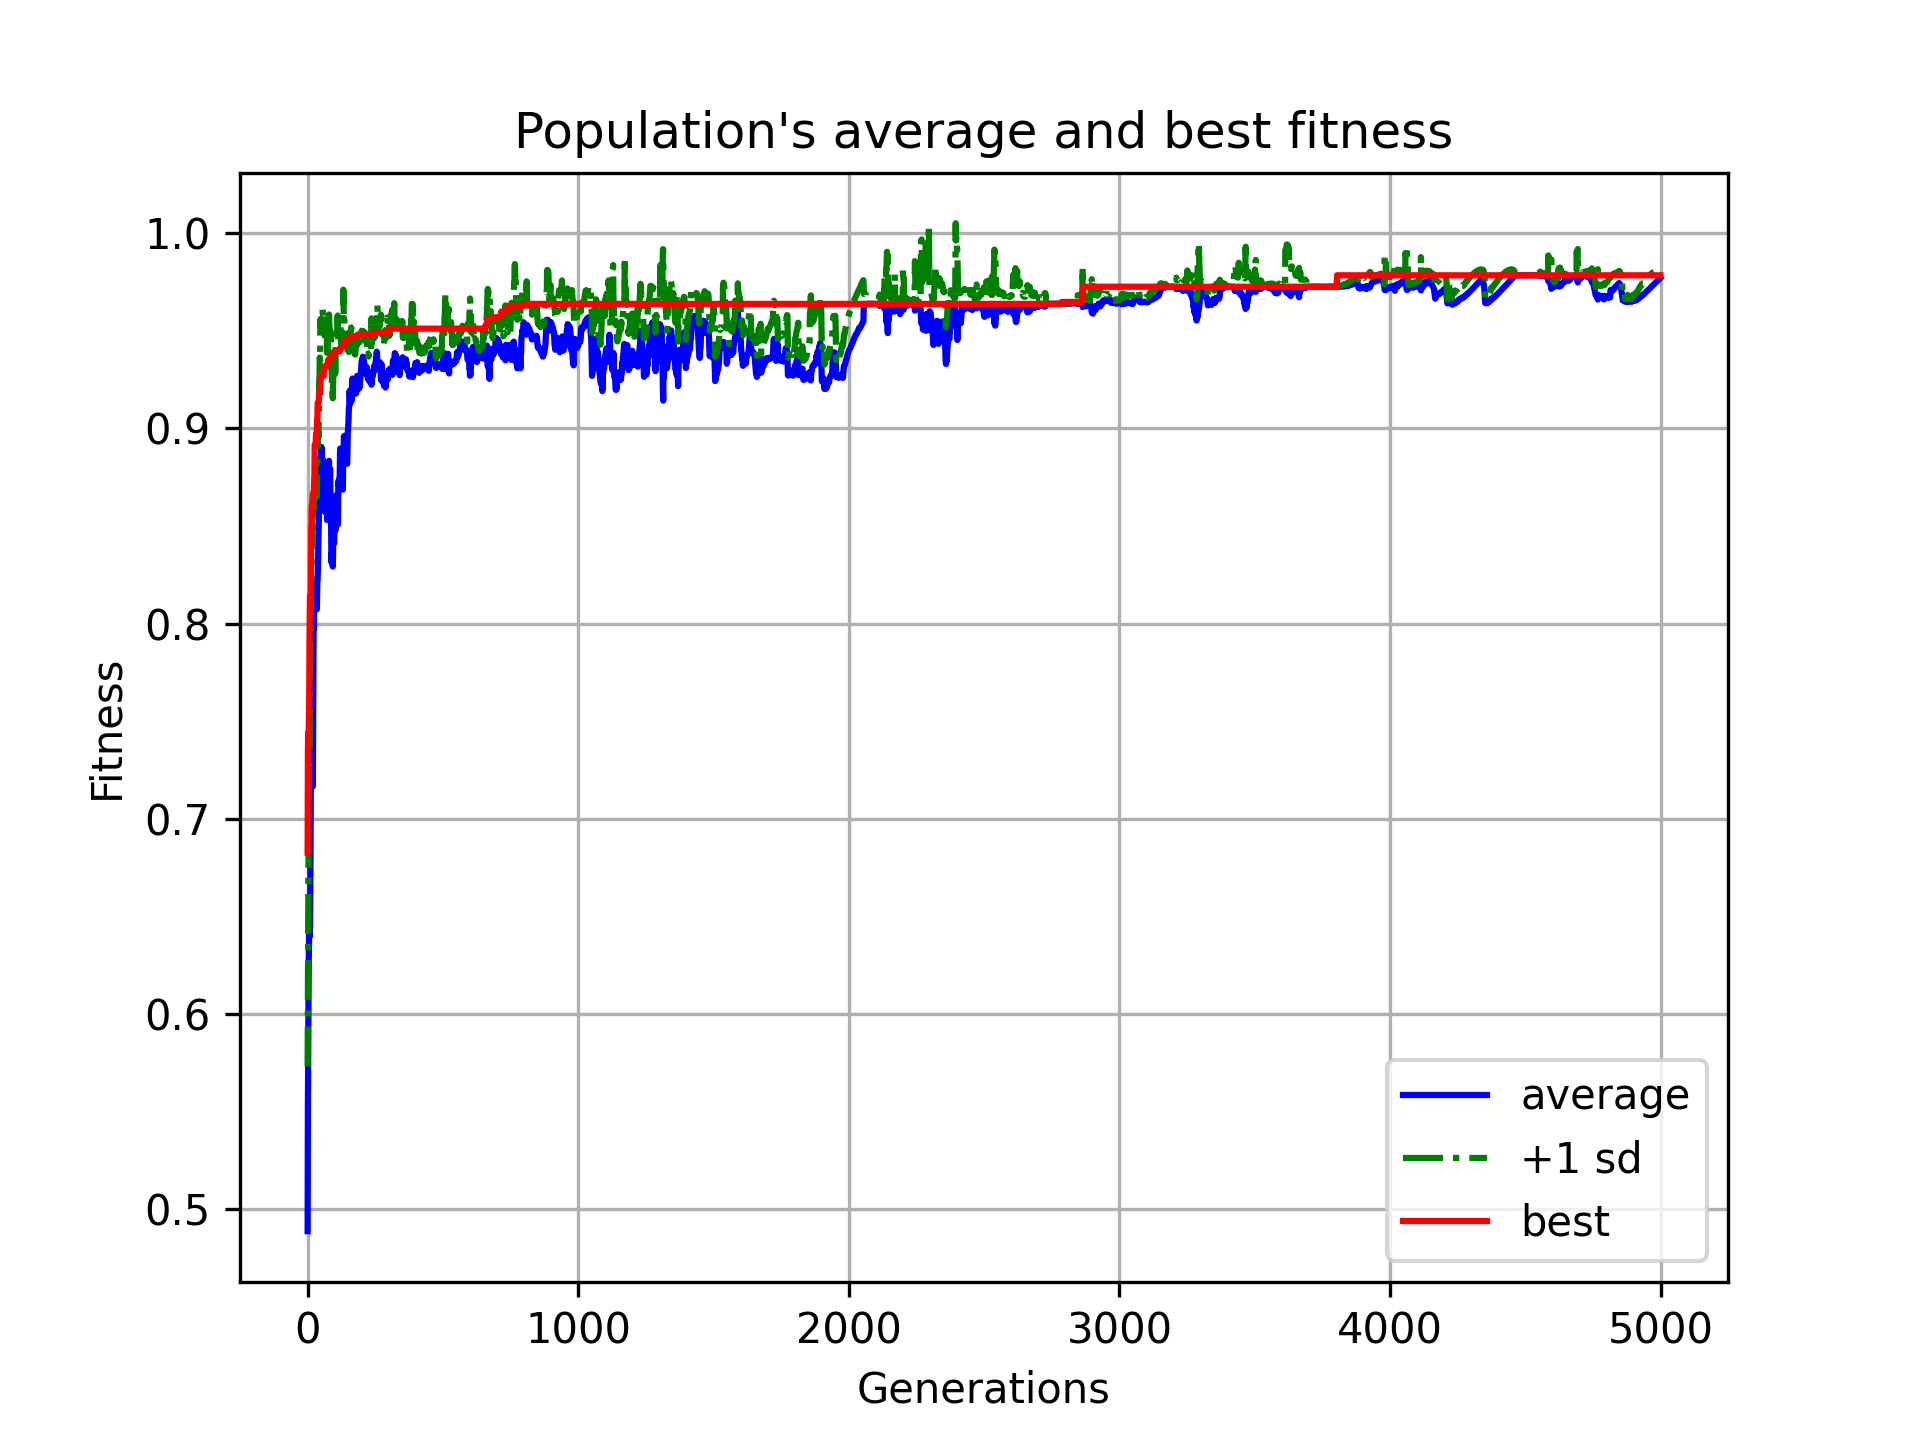 Population's average and best fitness
1.0
0.9
0.8
0.7
0.6
0.5
Fitness
0 1000 2000 3000 4000 5000
Generations
average
+1 sd
best